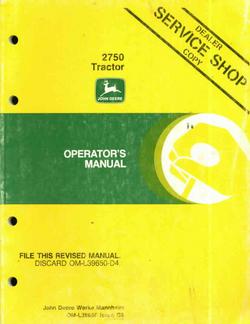 DEALER
SERVICE SHOP
COPY
2750
Tractor
JOHN DEERE
OPERATOR'S
MANUAL
FILE THIS REVISED MANUAL.
DISCARD OM-L39650-D4.
John Deere Werke Mannheim
Issue